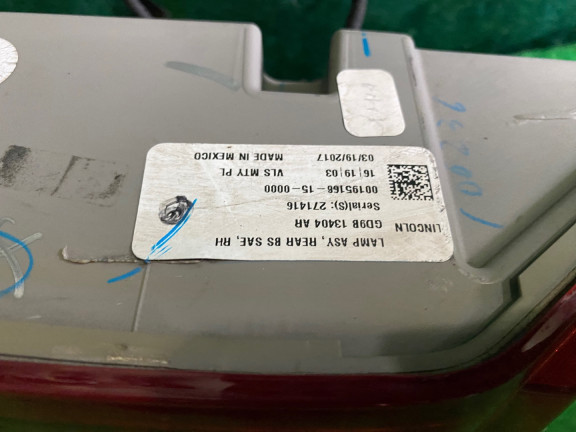 LAMP ASY, REAR BS SAE, RH
LINCOLN
GD9B 13404 AR
Serial(S): 271416
00195168-15-0000
16|19|03 VLS MTY PL
03/19/2017 MADE IN MEXICO